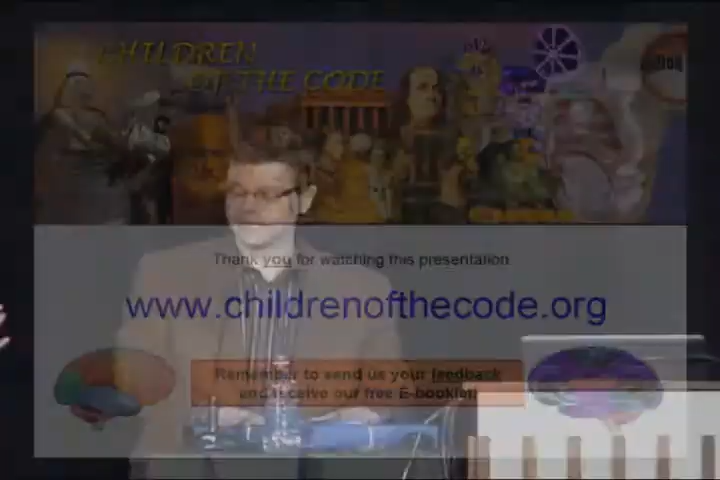 CHILDREN
OF THE CODE
Thank you for watching this presentation.
www.childrenofthecode.org
Remember to send us your feedback
and receive our free E-booklet!